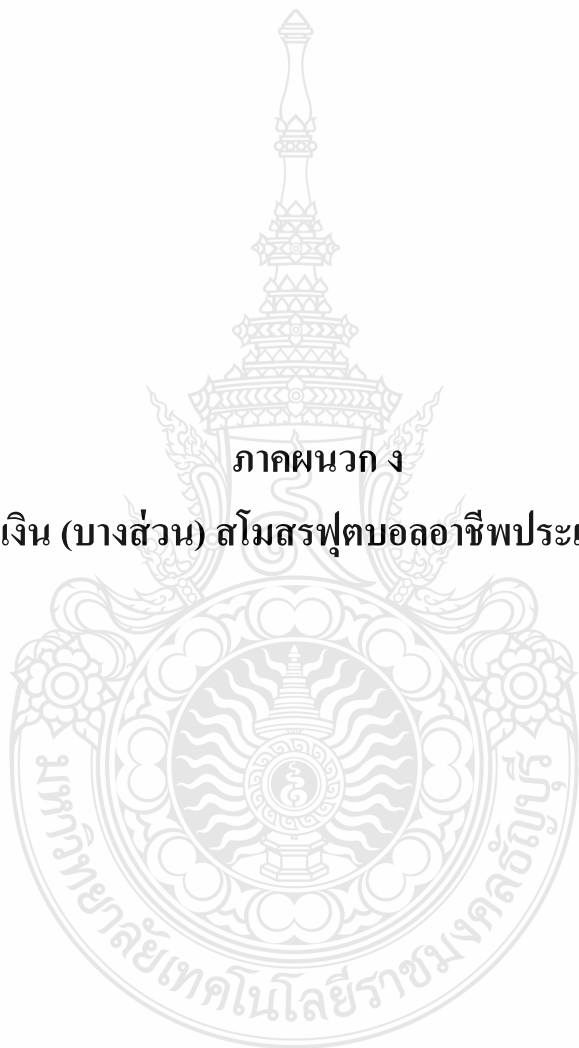 ภาคผนวก ง
เงิน (บางส่วน) สโมสรฟุตบอลอาชีพประเ
มหาวิทยาลัยเทคโนโลยีราชมงคลธัญบุรี